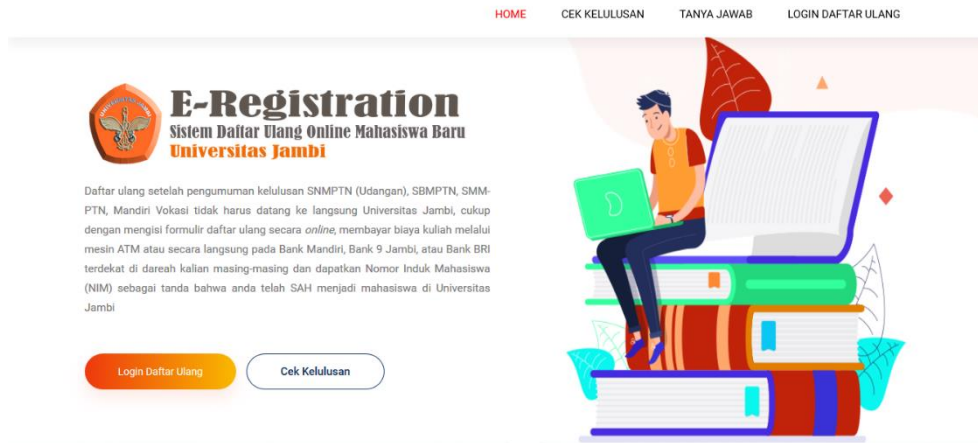 HOME CEK KELULUSAN TANYA JAWAB LOGIN DAFTAR ULANG
E-Registration
Sistem Daftar Ulang Online Mahasiswa Baru
Universitas Jambi
Daftar ulang setelah pengumuman kelulusan SNMPTN (Udangan), SBMPTN, SMM-
PTN, Mandiri Vokasi tidak harus datang ke langsung Universitas Jambi, cukup
dengan mengisi formulir daftar ulang secara online, membayar biaya kuliah melalui
mesin ATM atau secara langsung pada Bank Mandiri, Bank 9 Jambi, atau Bank BRI
terdekat di dareah kalian masing-masing dan dapatkan Nomor Induk Mahasiswa
(NIM) sebagai tanda bahwa anda telah SAH menjadi mahasiswa di Universitas
Jambi
Login Daftar Ulang Cek Kelulusan